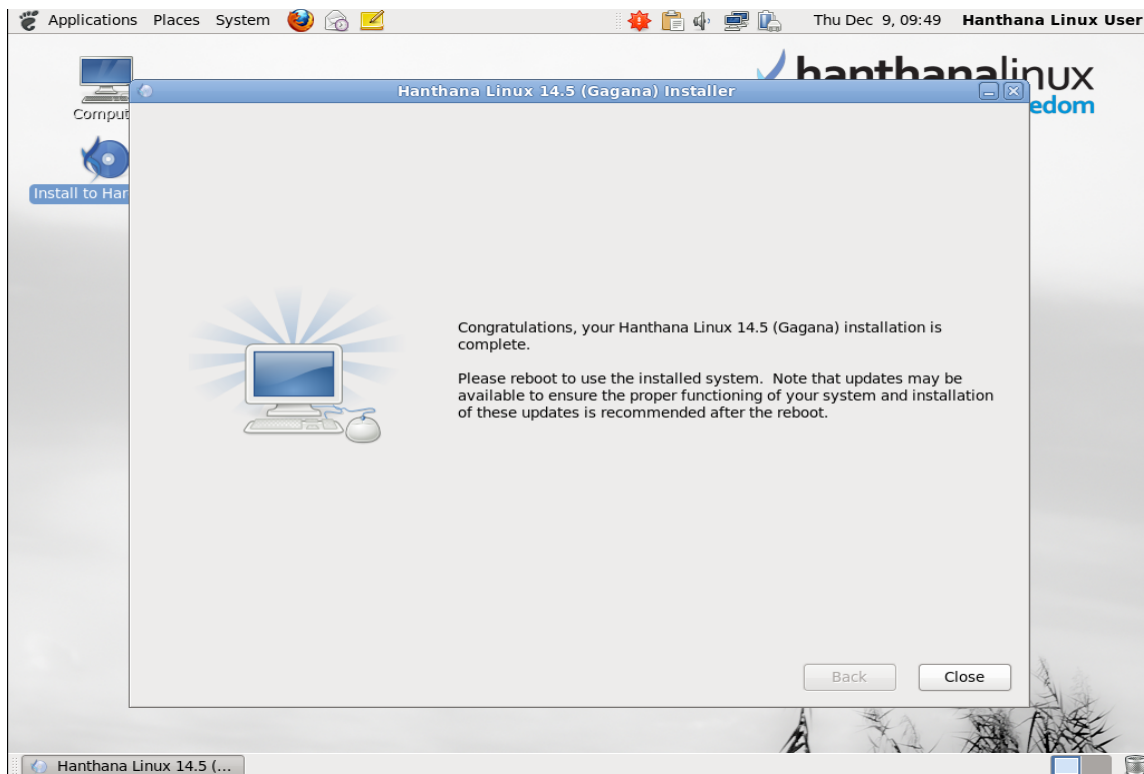 Applications Places System Thu Dec 9, 09:49 Hanthana Linux User
hanthanalinux
edom
Comput
Install to Har
Hanthana Linux 14.5 (Gagana) Installer
Congratulations, your Hanthana Linux 14.5 (Gagana) installation is
complete.
Please reboot to use the installed system. Note that updates may be
available to ensure the proper functioning of your system and installation
of these updates is recommended after the reboot.
Back Close
Hanthana Linux 14.5 (...